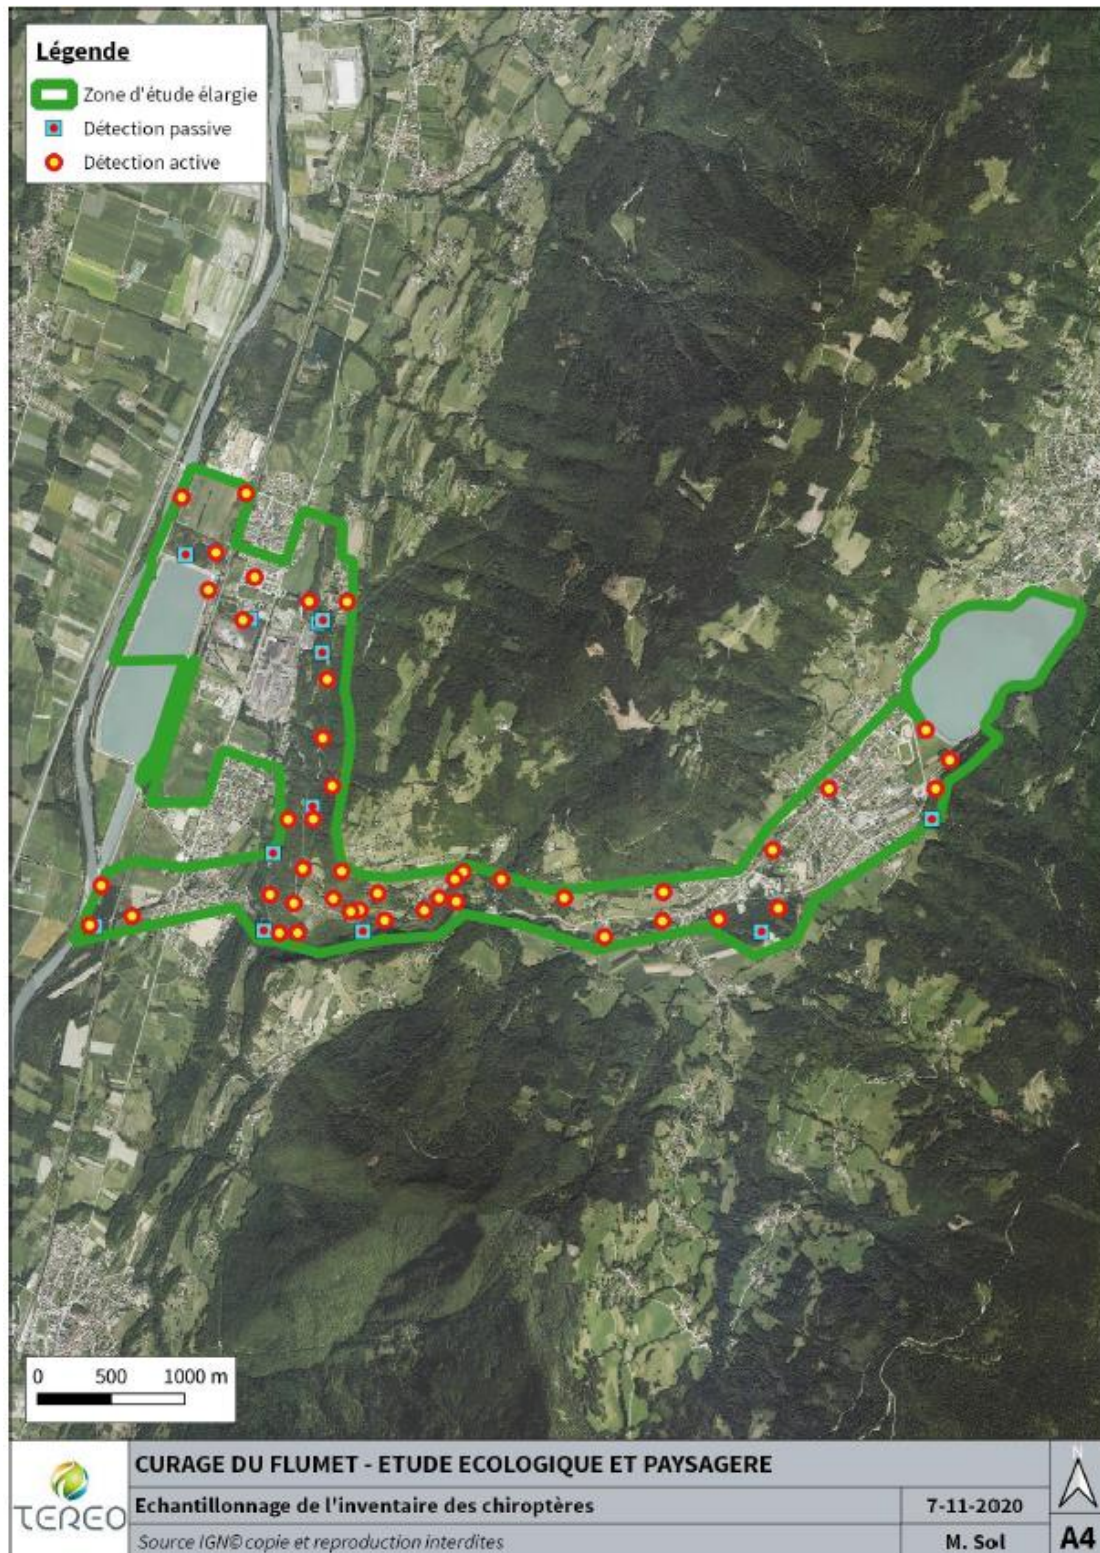 Légende
Zone d'étude élargie
Détection passive
Détection active
0 500 1000 m
TEREO
CURAGE DU FLUMET - ETUDE ECOLOGIQUE ET PAYSAGERE
Echantillonnage de l'inventaire des chiroptères
7-11-2020
Source IGN© copie et reproduction interdites
M. Sol
N
A4